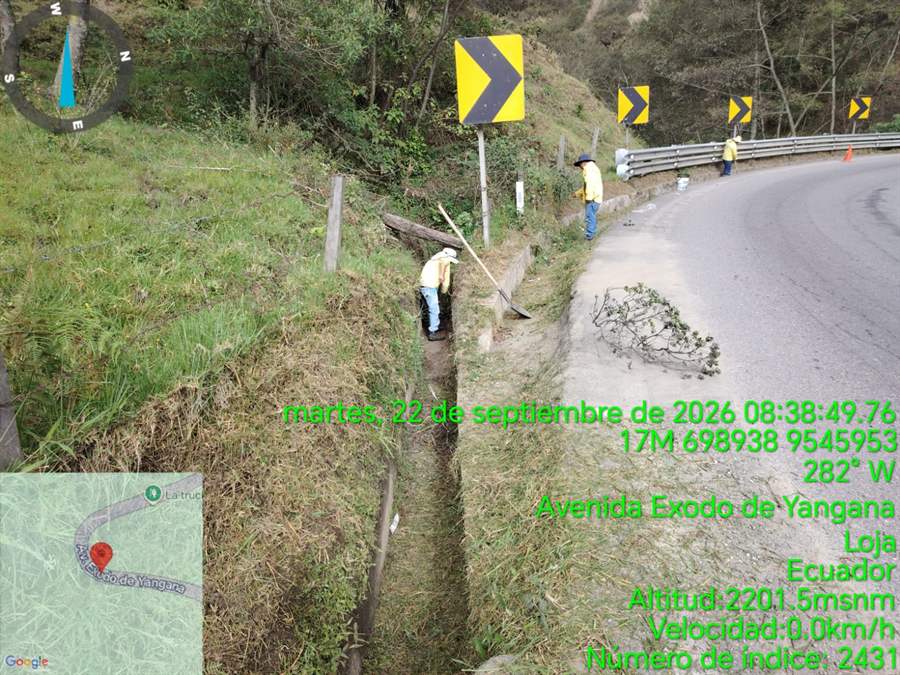 W
N
S
E
martes, 22 de septiembre de 2026 08:38:49.76
17M 698938 9545953
282° W
Avenida Exodo de Yangana
Loja
Ecuador
Altitud:2201.5msnm
Velocidad:0.0km/h
Número de índice: 2431
La truc
Av. Exodo de Yangana
Google